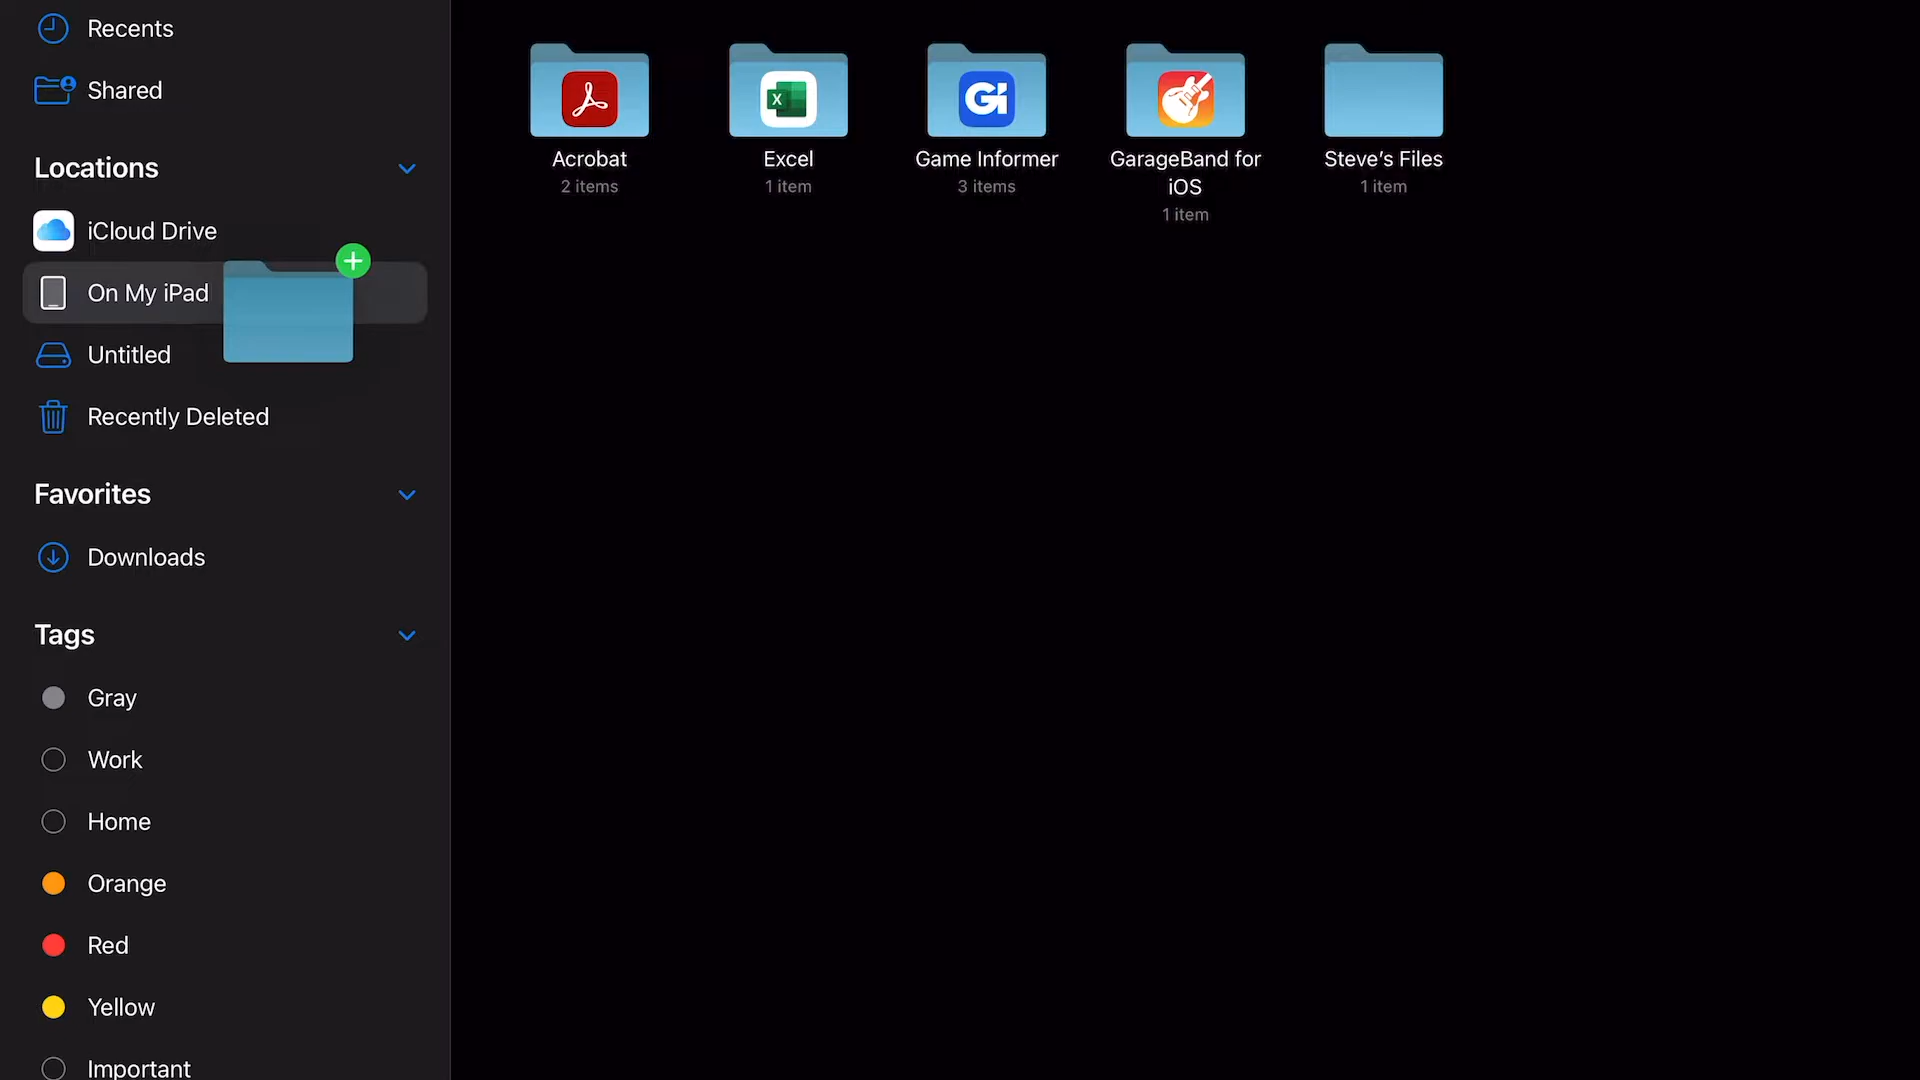 Recents
Shared
Locations
iCloud Drive
On My iPad
Untitled
Recently Deleted
Favorites
Downloads
Tags
Gray
Work
Home
Orange
Red
Yellow
Important
Acrobat
2 items
X
Excel
1 item
Gi
Game Informer
3 items
GarageBand for
iOS
1 item
Steve’s Files
1 item